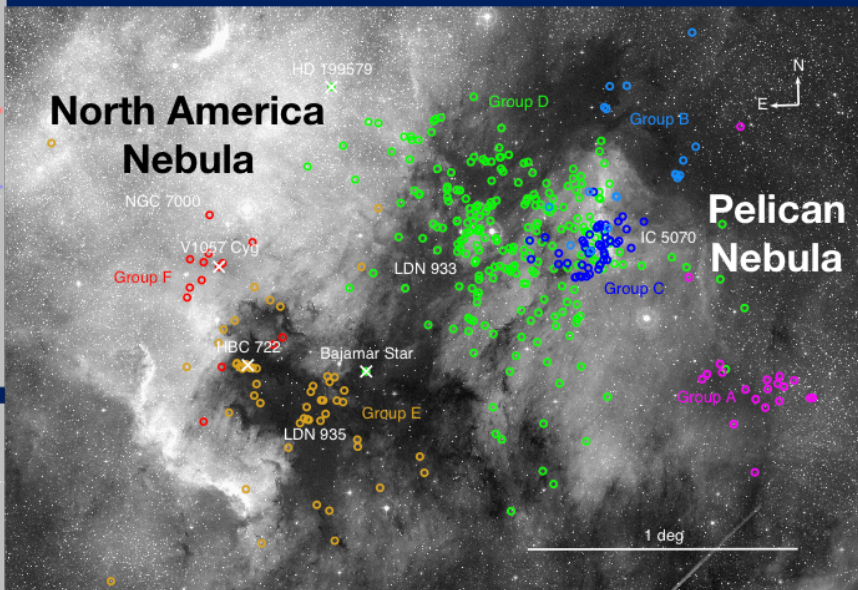 HD 199579
N
E
North America
Nebula
Group D
Group B
NGC 7000
V1057 Cyg
Group F
LDN 933
IC 5070
Pelican
Nebula
Group C
HBC 722
Bajamar Star
Group E
LDN 935
Group A
1 deg